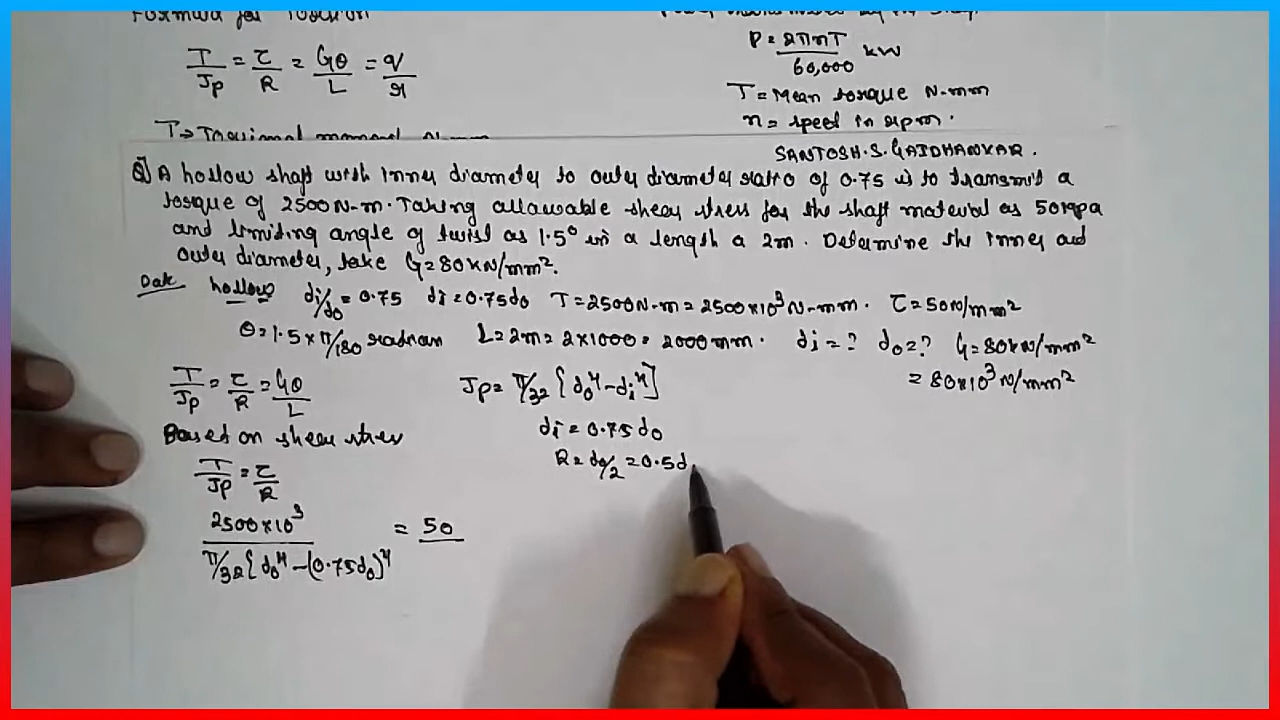 Formula for Torsion
T/Jp = τ/R = Gθ/L = q/r
P = 2πnT/60,000 kW
T = Mean torque N-mm
n = speed in rpm.
T = Torsional moment N-mm
SANTOSH.S.GAIDHANKAR.
Q] A hollow shaft with inner diameter to outer diameter ratio of 0.75 is to transmit a
torque of 2500 N-m. Taking allowable shear stress for the shaft material as 50 Mpa
and limiting angle of twist as 1.5° in a length a 2m. Determine the inner and
outer diameter, take G = 80 kN/mm².
Data hollow di/do = 0.75 di = 0.75do T = 2500 N-m = 2500×10³ N-mm. τ = 50 N/mm²
θ = 1.5 × π/180 radian L = 2m = 2×1000 = 2000mm. di = ? do = ? G = 80 kN/mm²
= 80×10³ N/mm²
T/Jp = τ/R = Gθ/L Jp = π/32 [do⁴ - di⁴]
Based on shear stress di = 0.75 do
T/Jp = τ/R R = do/2 = 0.5d
2500×10³ / π/32 [do⁴ - (0.75do)⁴ = 50